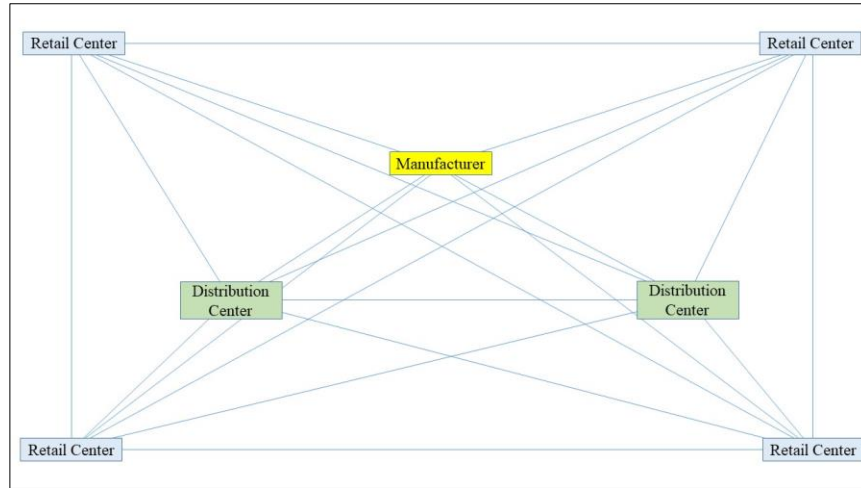 Retail Center
Retail Center
Manufacturer
Distribution
Center
Distribution
Center
Retail Center
Retail Center